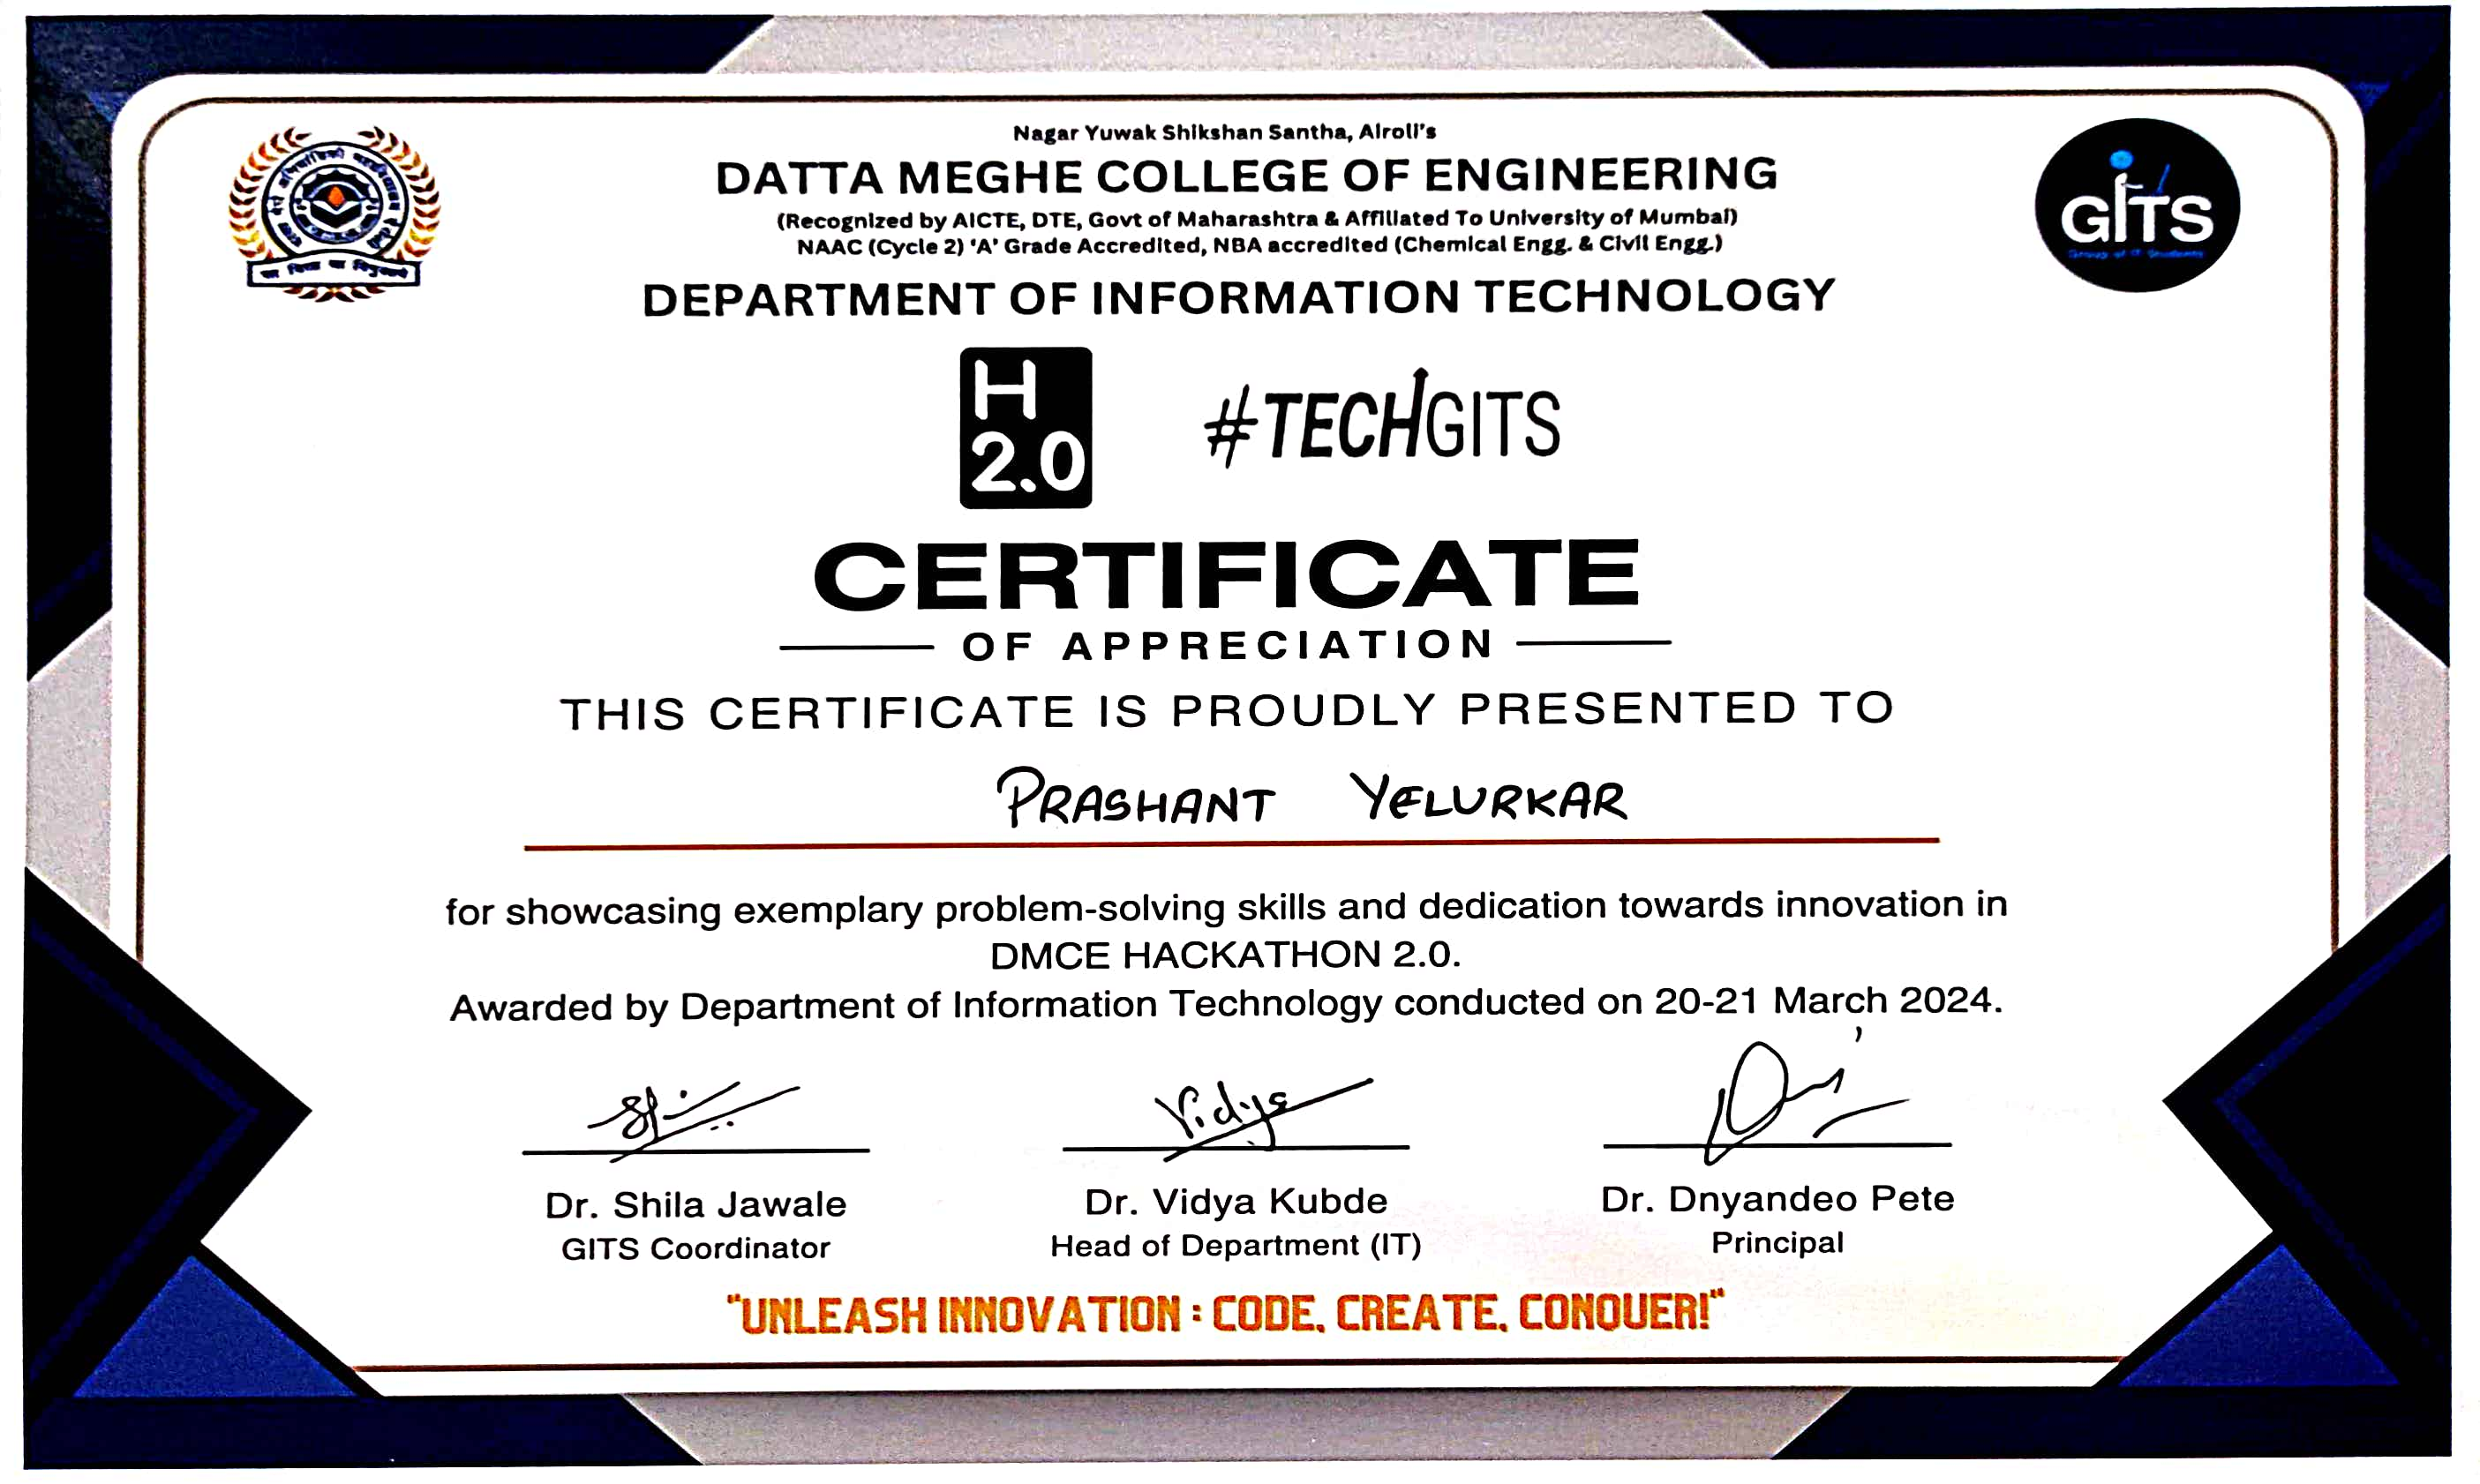 Nagar Yuwak Shikshan Santha, Airoli's
DATTA MEGHE COLLEGE OF ENGINEERING
(Recognized by AICTE, DTE, Govt of Maharashtra & Affiliated To University of Mumbai)
NAAC (Cycle 2) 'A' Grade Accredited, NBA accredited (Chemical Engg. & Civil Engg.)
DEPARTMENT OF INFORMATION TECHNOLOGY
GITS
Group of IT Students
H
2.0
#TECHGITS
CERTIFICATE
OF APPRECIATION
THIS CERTIFICATE IS PROUDLY PRESENTED TO
PRASHANT YELURKAR
for showcasing exemplary problem-solving skills and dedication towards innovation in
DMCE HACKATHON 2.0.
Awarded by Department of Information Technology conducted on 20-21 March 2024.
Vidya
Dr. Shila Jawale
GITS Coordinator
Dr. Vidya Kubde
Head of Department (IT)
Dr. Dnyandeo Pete
Principal
"UNLEASH INNOVATION : CODE, CREATE, CONQUER!"